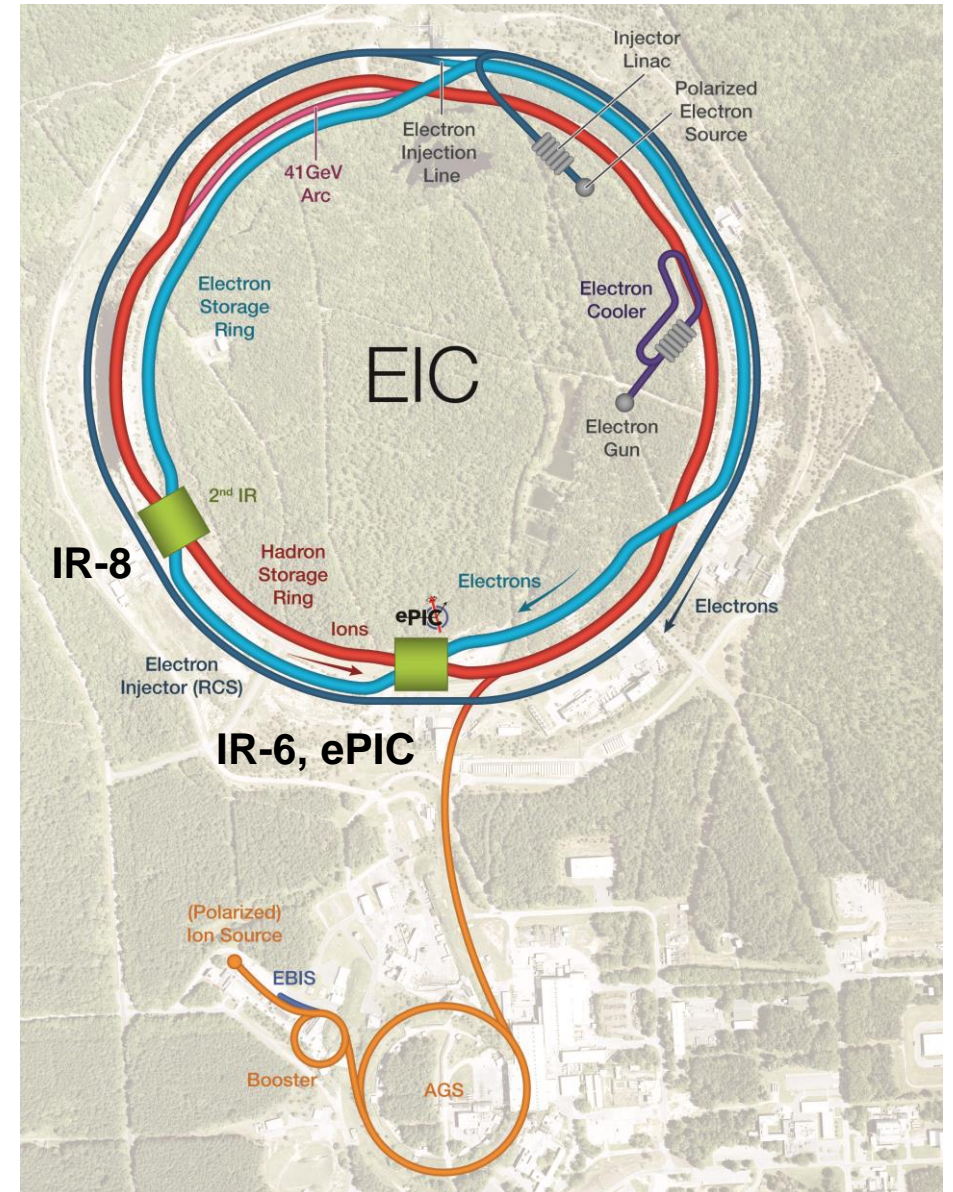 Injector
Linac
Polarized
Electron
Source
Electron
Injection
Line
41GeV
Arc
Electron
Storage
Ring
Electron
Cooler
EIC
Electron
Gun
2nd IR
IR-8
Hadron
Storage
Ring
Electrons
Electrons
ePIC
Ions
Electron
Injector (RCS)
IR-6, ePIC
(Polarized)
Ion Source
EBIS
Booster
AGS